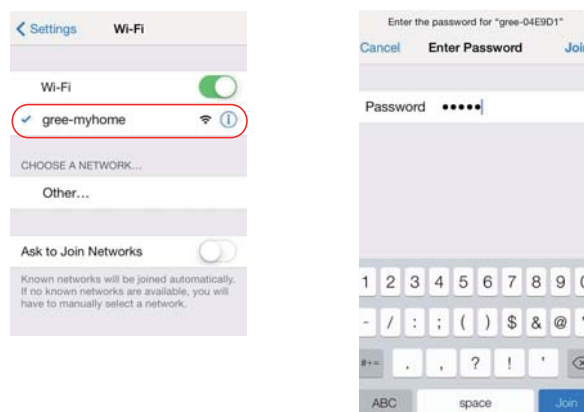 Settings Wi-Fi
Wi-Fi
gree-myhome
CHOOSE A NETWORK...
Other...
Ask to Join Networks
Known networks will be joined automatically.
If no known networks are available, you will
have to manually select a network.
Enter the password for "gree-04E9D1"
Cancel Enter Password Join
Password •••••
1 2 3 4 5 6 7 8 9 0
- / : ; ( ) $ & @ "
#+= . , ? ! '
ABC space Join